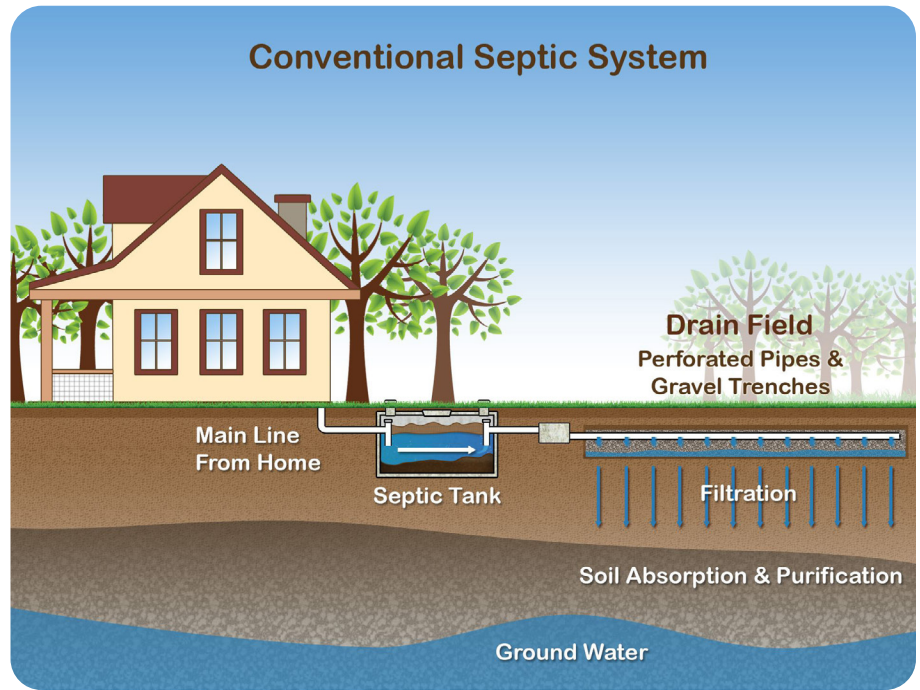 Conventional Septic System
Drain Field
Perforated Pipes &
Gravel Trenches
Main Line
From Home
Septic Tank
Filtration
Soil Absorption & Purification
Ground Water